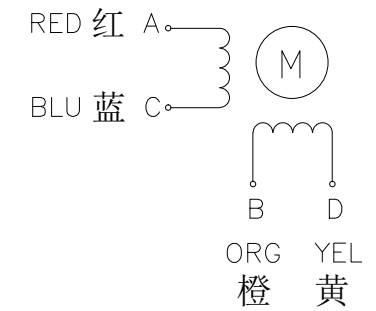 RED 红 A
M
BLU 蓝 C
B D
ORG YEL
橙 黄